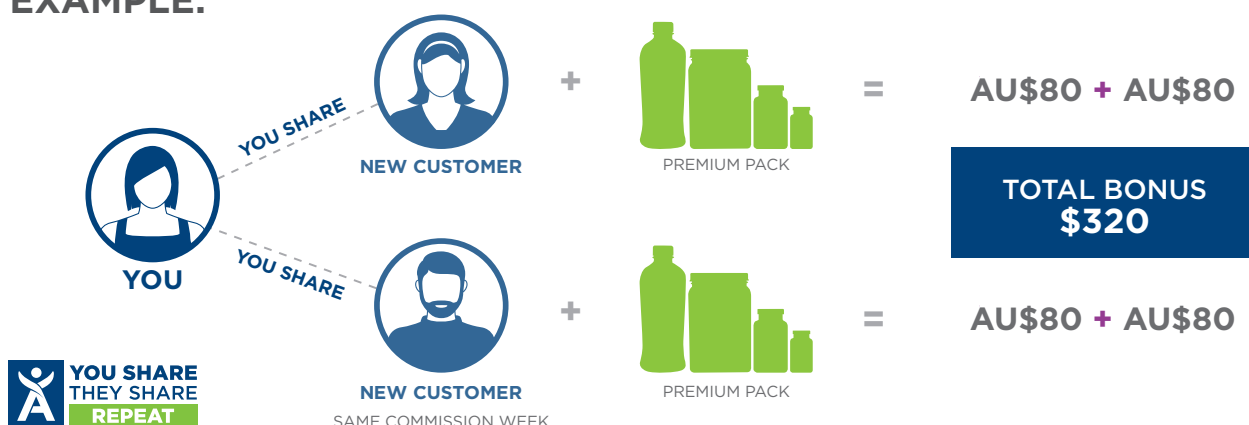 EXAMPLE:
YOU SHARE
NEW CUSTOMER
+
PREMIUM PACK
=
AU$80 + AU$80
TOTAL BONUS
$320
YOU
YOU SHARE
NEW CUSTOMER
SAME COMMISSION WEEK
+
PREMIUM PACK
=
AU$80 + AU$80
YOU SHARE
THEY SHARE
REPEAT